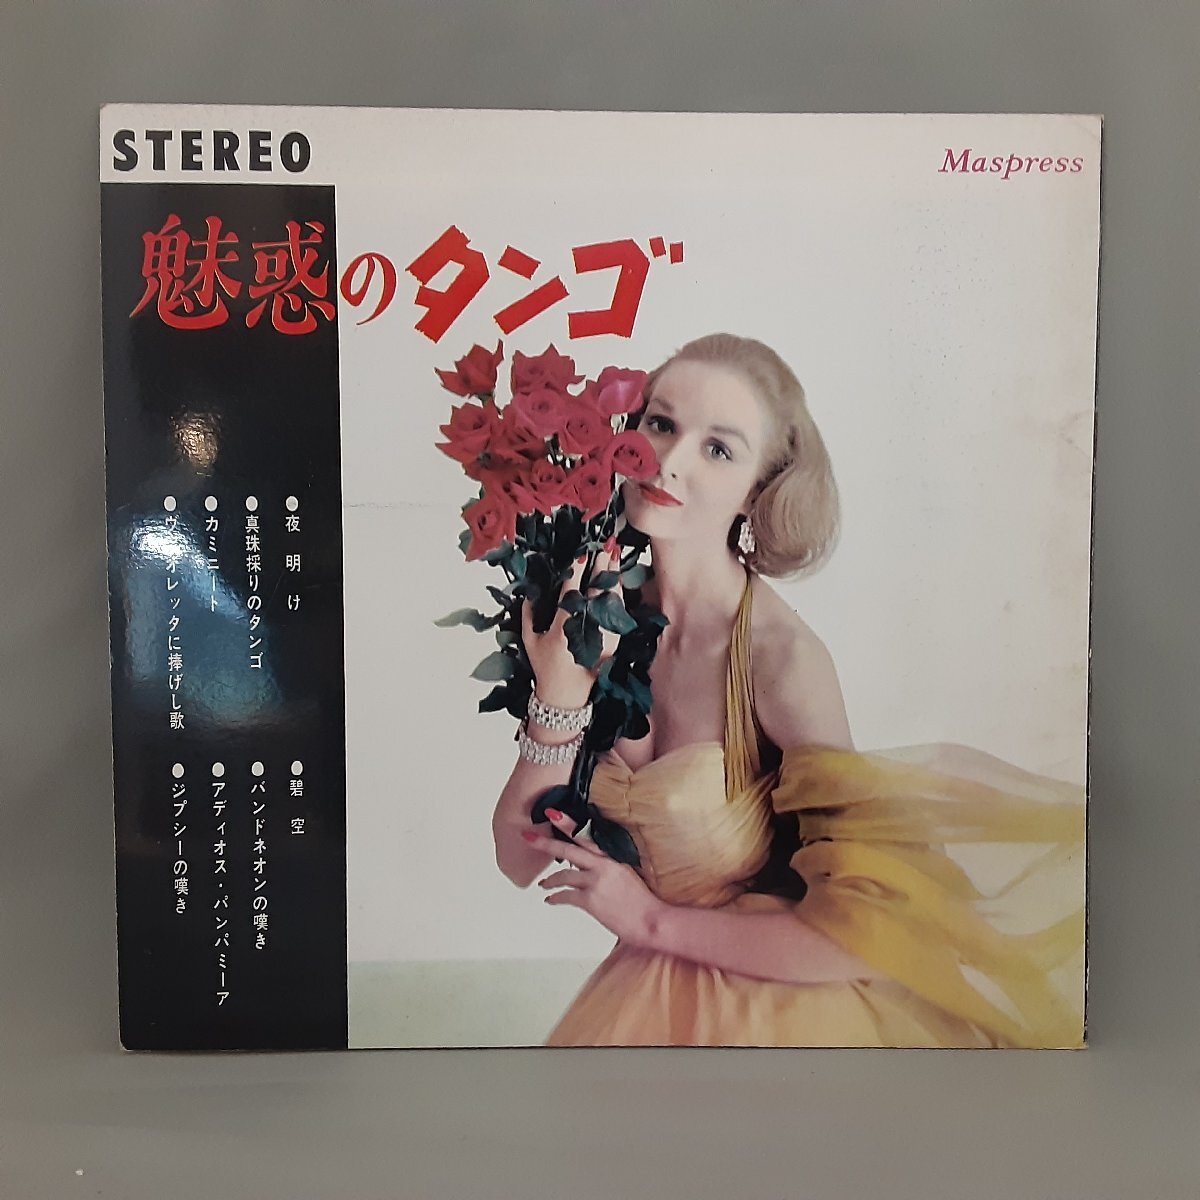 STEREO
Maspress
魅惑のタンゴ
●夜明け
●真珠採りのタンゴ
●カミニート
●ヴィオレッタに捧げし歌
●碧空
●バンドネオンの嘆き
●アディオス・パンパミーア
●ジプシーの嘆き